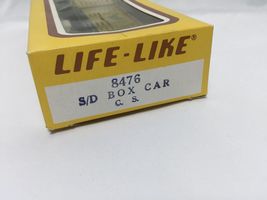 LIFE-LIKE®
8476
S/D BOX CAR
C. S.